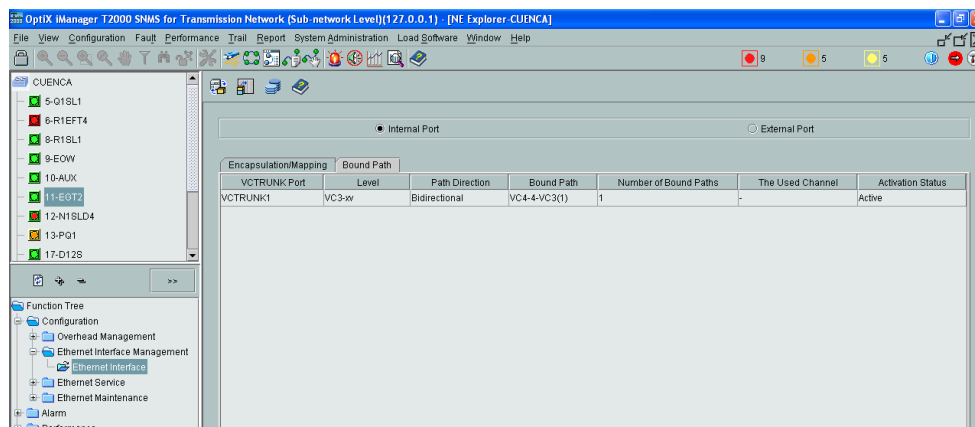 OptiX iManager T2000 SNMS for Transmission Network (Sub-network Level)(127.0.0.1) - [NE Explorer-CUENCA]
File View Configuration Fault Performance Trail Report System Administration Load Software Window Help
9 5 5
CUENCA
5-Q1SL1
6-R1EFT4
8-R1SL1
9-EOW
10-AUX
11-EGT2
12-N1SLD4
13-PQ1
17-D12S
>>
Function Tree
Configuration
Overhead Management
Ethernet Interface Management
Ethernet Interface
Ethernet Service
Ethernet Maintenance
Alarm
Performance
Internal Port External Port
Encapsulation/Mapping Bound Path
VCTRUNK Port Level Path Direction Bound Path Number of Bound Paths The Used Channel Activation Status
VCTRUNK1 VC3-xv Bidirectional VC4-4-VC3(1) 1 - Active